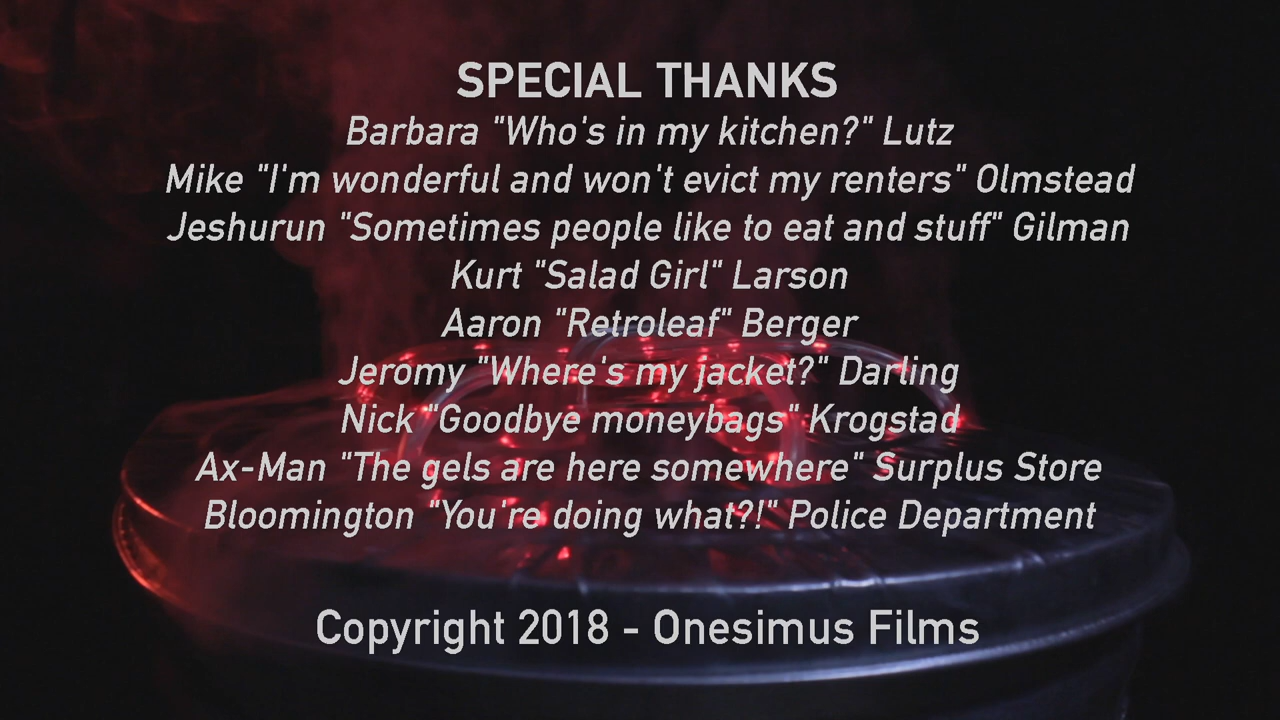 SPECIAL THANKS
Barbara "Who's in my kitchen?" Lutz
Mike "I'm wonderful and won't evict my renters" Olmstead
Jeshurun "Sometimes people like to eat and stuff" Gilman
Kurt "Salad Girl" Larson
Aaron "Retroleaf" Berger
Jeromy "Where's my jacket?" Darling
Nick "Goodbye moneybags" Krogstad
Ax-Man "The gels are here somewhere" Surplus Store
Bloomington "You're doing what?!" Police Department
Copyright 2018 - Onesimus Films